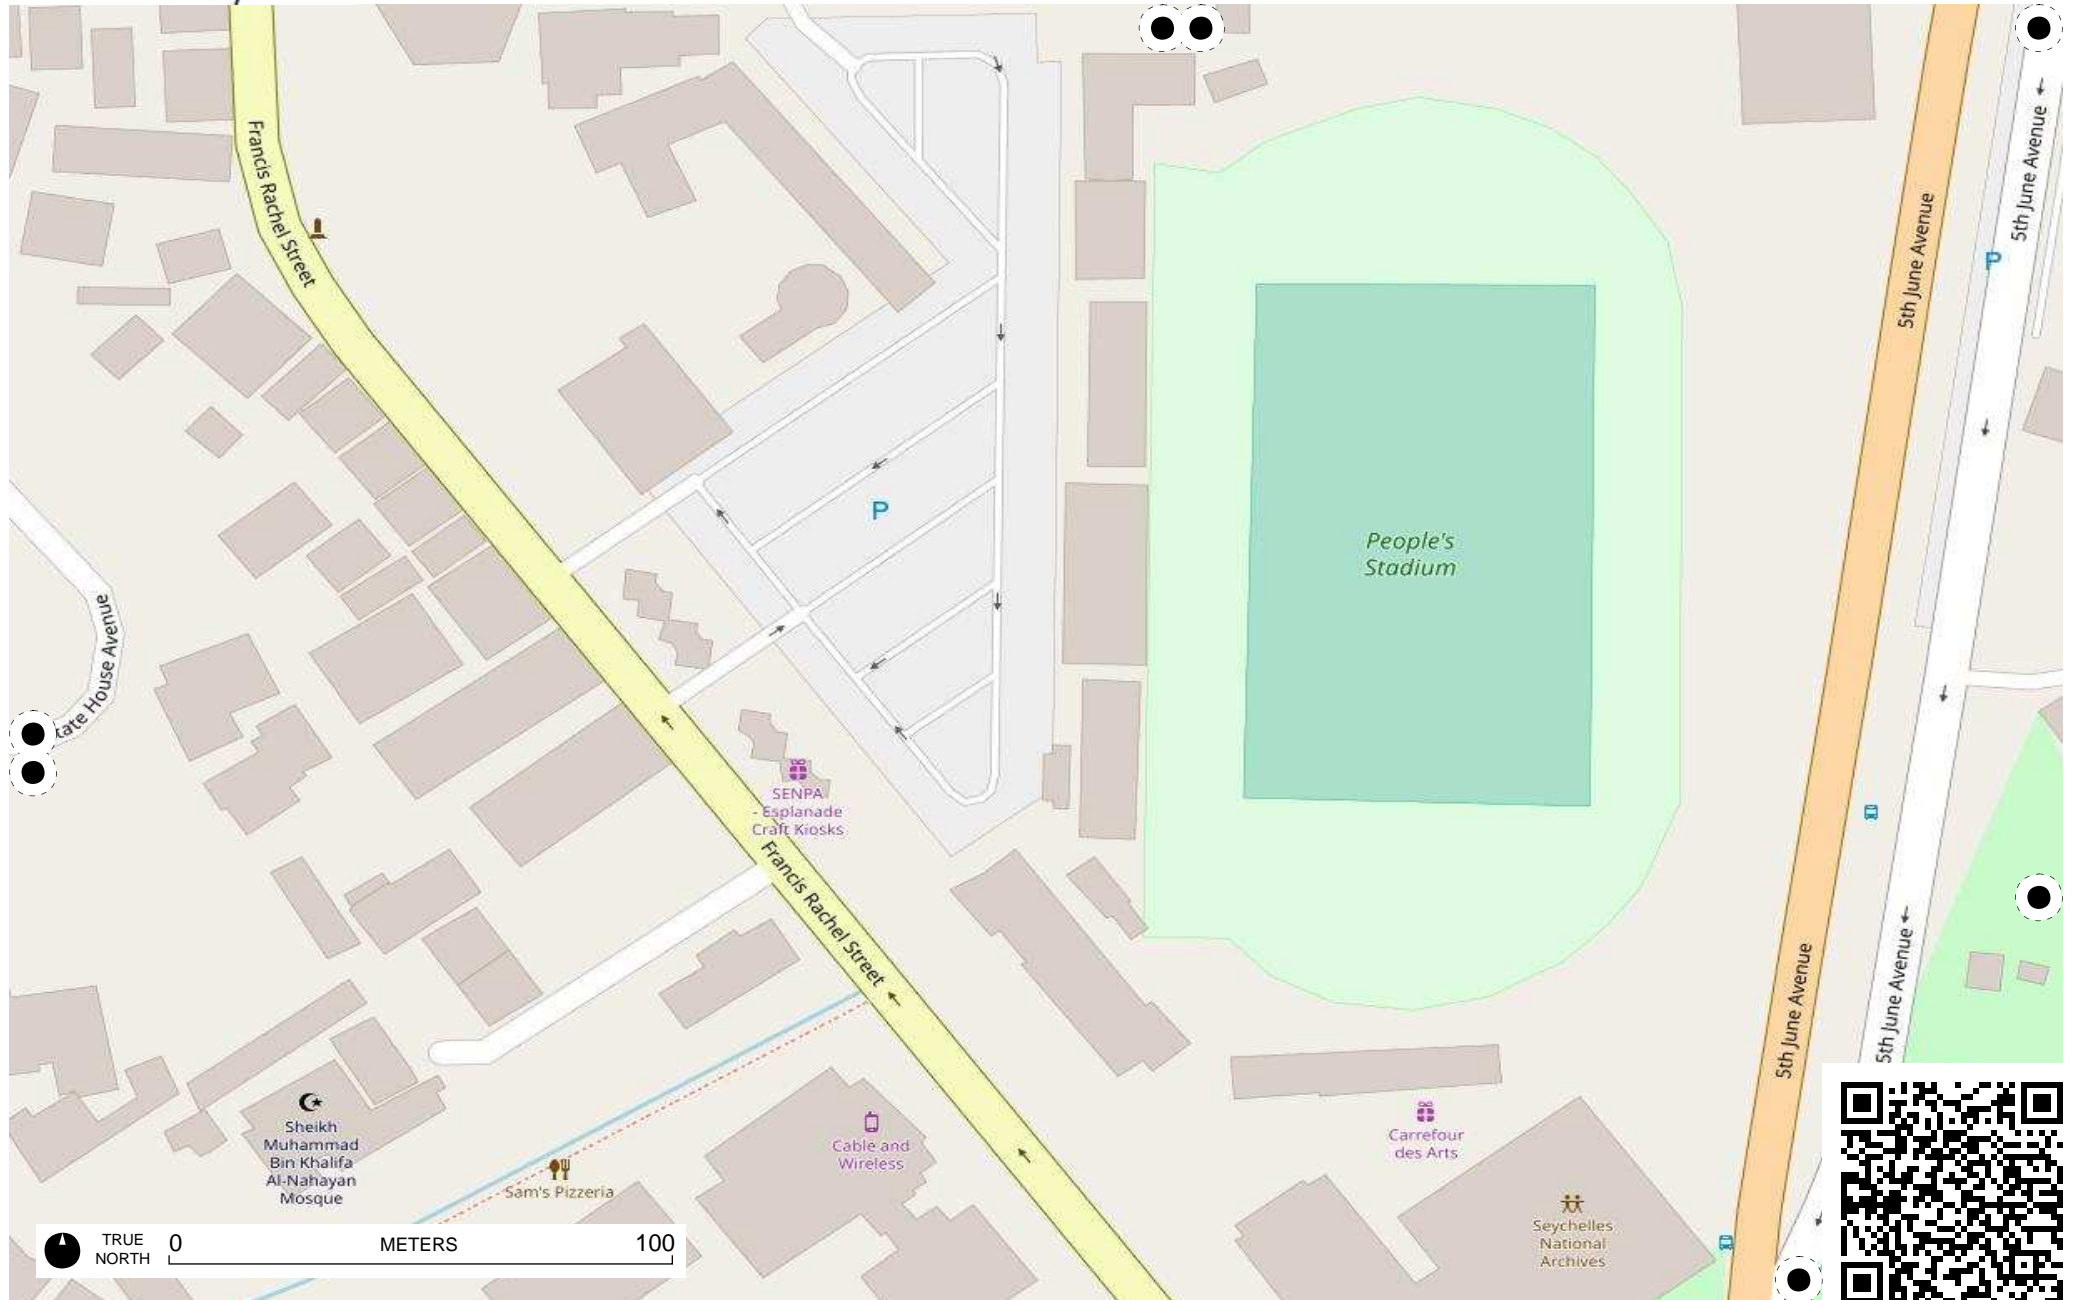 Francis Rachel Street
5th June Avenue
5th June Avenue
P
P
People's
Stadium
State House Avenue
SENPA
- Esplanade
Craft Kiosks
Francis Rachel Street
5th June Avenue
5th June Avenue
Sheikh
Muhammad
Bin Khalifa
Al-Nahayan
Mosque
Sam's Pizzeria
Cable and
Wireless
Carrefour
des Arts
Seychelles
National
Archives
TRUE
NORTH
0 METERS 100